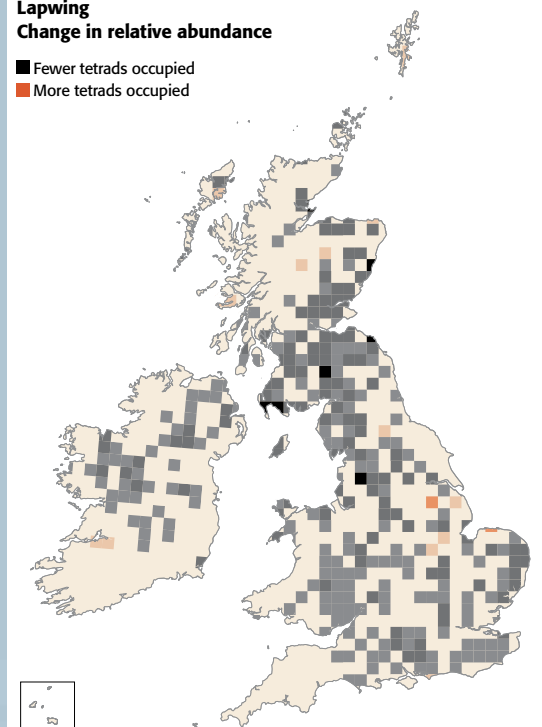 Lapwing
Change in relative abundance
Fewer tetrads occupied
More tetrads occupied